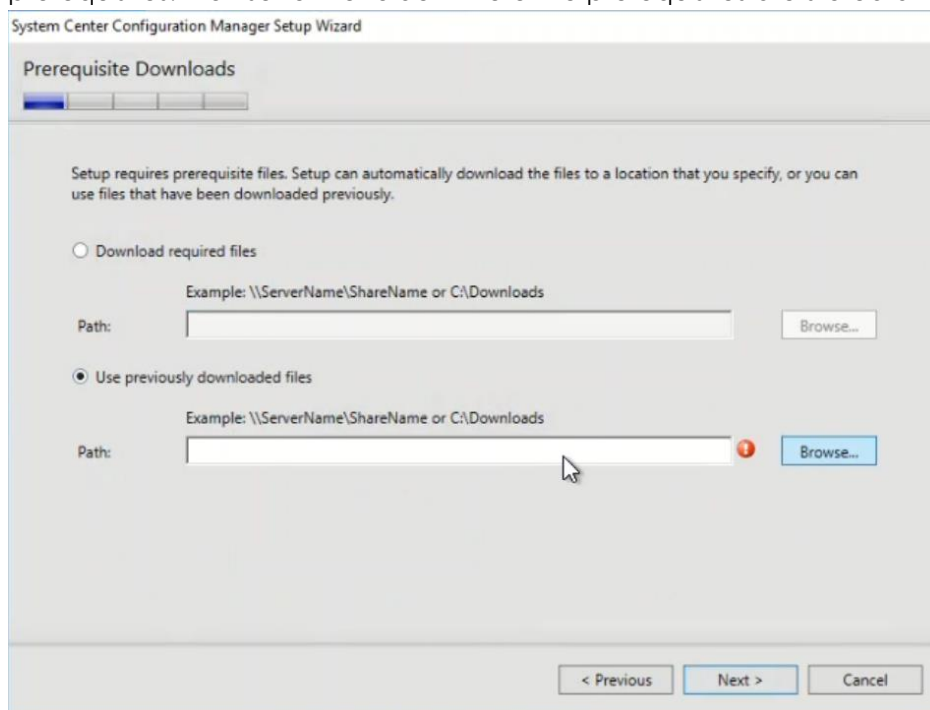 System Center Configuration Manager Setup Wizard
Prerequisite Downloads
Setup requires prerequisite files. Setup can automatically download the files to a location that you specify, or you can
use files that have been downloaded previously.
Download required files
Example: \\ServerName\ShareName or C:\Downloads
Path:
Browse...
Use previously downloaded files
Example: \\ServerName\ShareName or C:\Downloads
Path:
Browse...
< Previous
Next >
Cancel